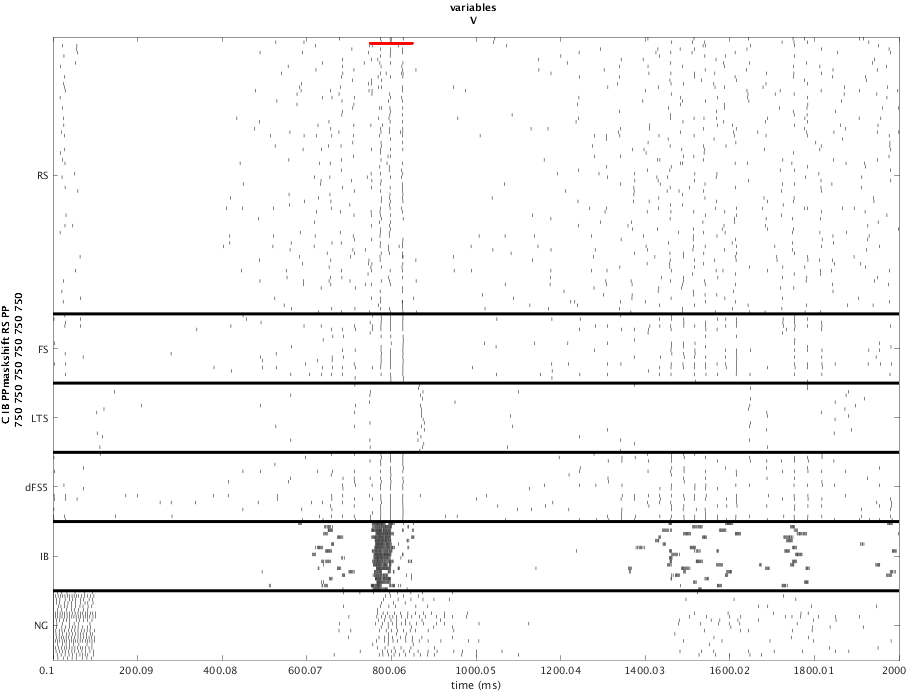 variables
V
C IB PPmaskshift RS PP
750 750 750 750 750 750
RS
FS
LTS
dFS5
IB
NG
0.1 200.09 400.08 600.07 800.06 1000.05 1200.04 1400.03 1600.02 1800.01 2000
time (ms)